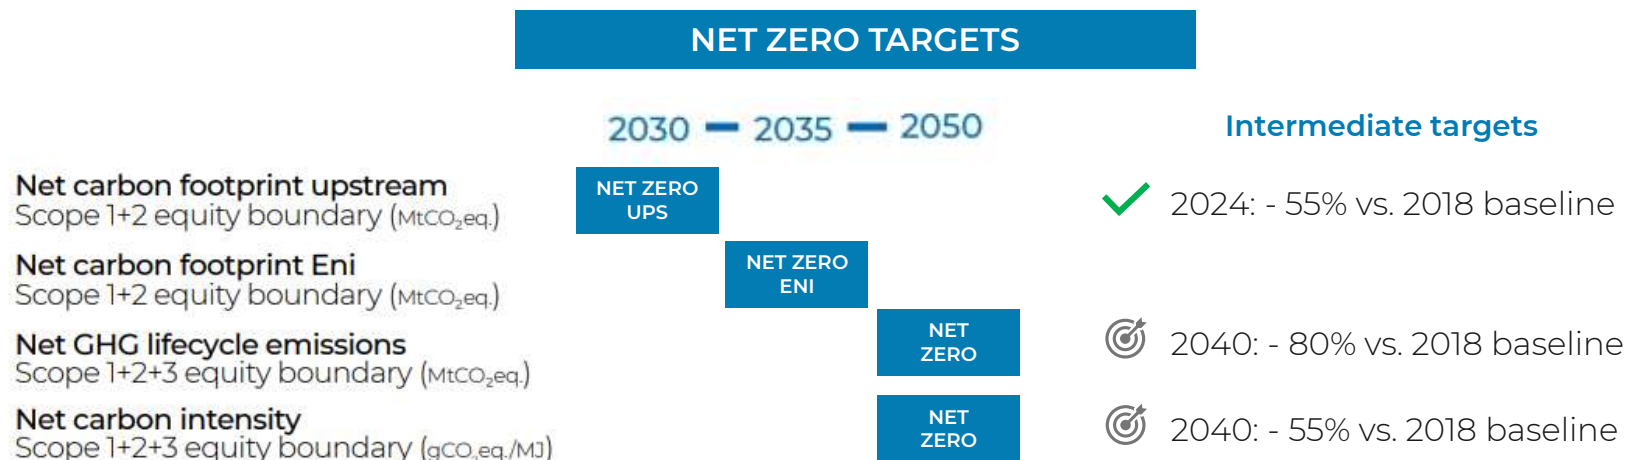 NET ZERO TARGETS
2030 — 2035 — 2050
Intermediate targets
Net carbon footprint upstream
Scope 1+2 equity boundary (MtCO₂eq.)
NET ZERO
UPS
2024: - 55% vs. 2018 baseline
Net carbon footprint Eni
Scope 1+2 equity boundary (MtCO₂eq.)
NET ZERO
ENI
Net GHG lifecycle emissions
Scope 1+2+3 equity boundary (MtCO₂eq.)
NET
ZERO
2040: - 80% vs. 2018 baseline
Net carbon intensity
Scope 1+2+3 equity boundary (gCO₂eq./MJ)
NET
ZERO
2040: - 55% vs. 2018 baseline